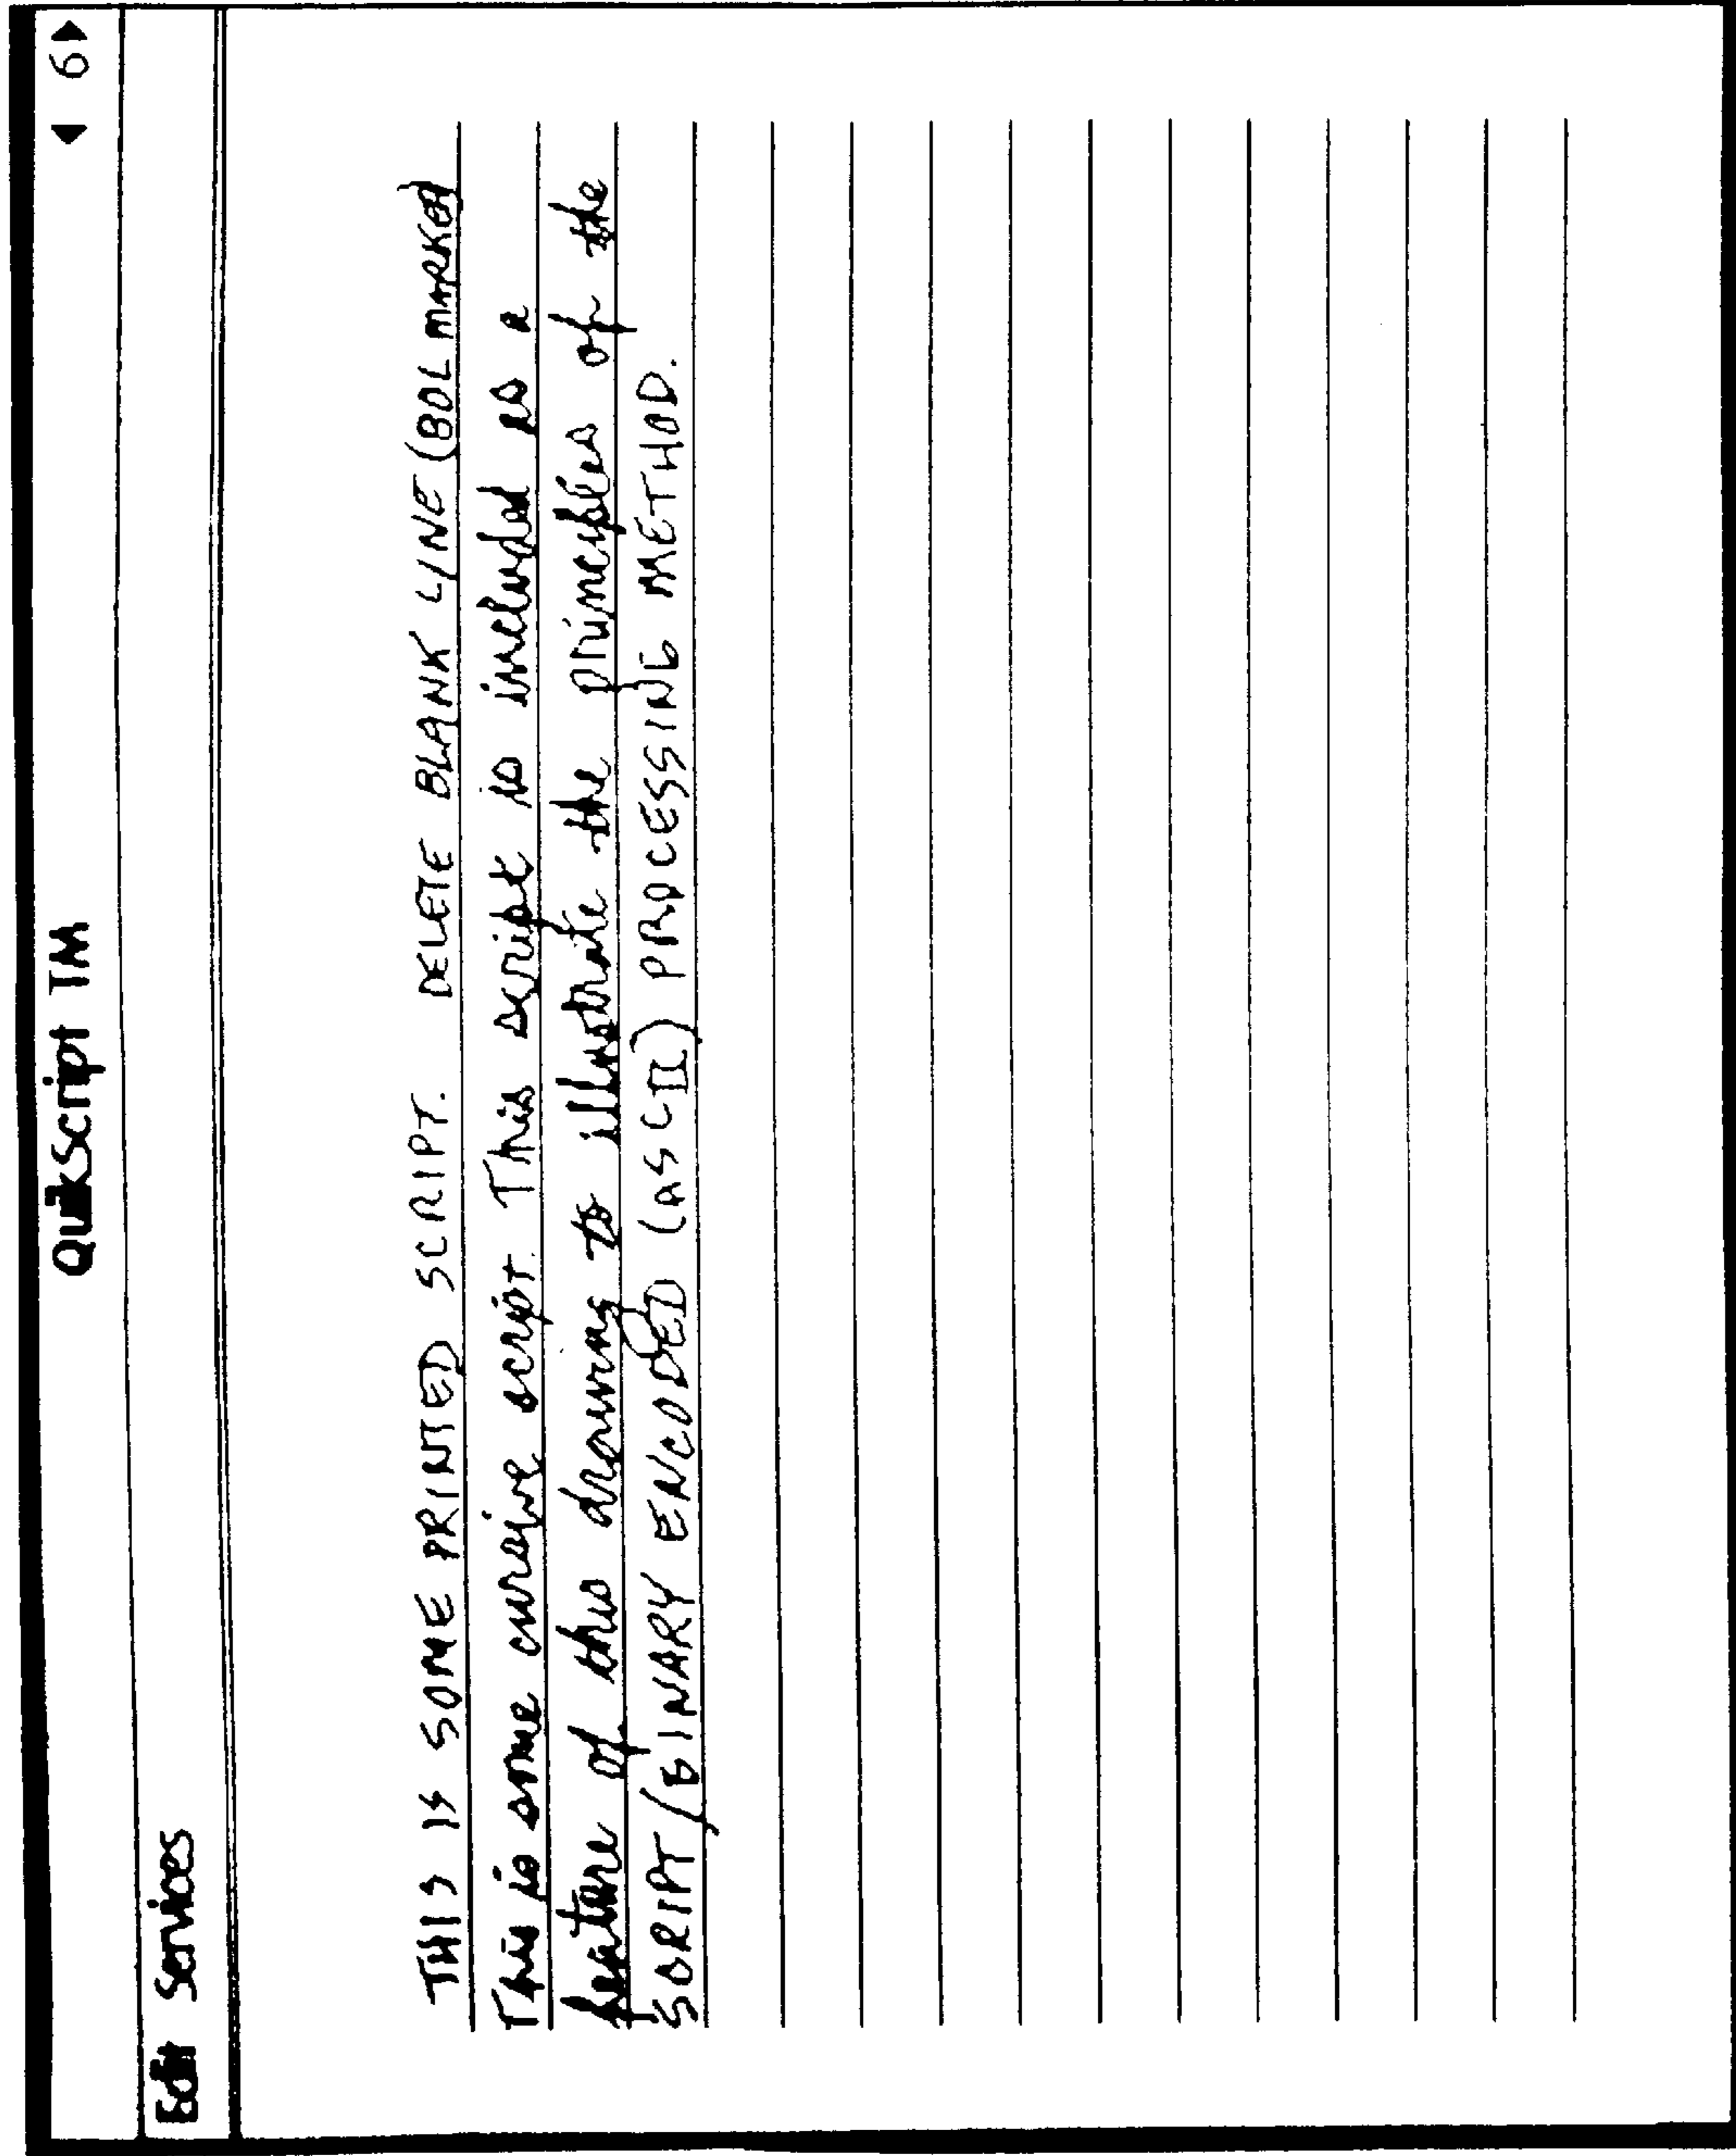 QuikScript TM ◀ 6 ▶
Edit Services
THIS IS SOME PRINTED SCRIPT. DELETE BLANK LINE (BOL MARKED)
This is some cursive script. This script is included as a
feature of this drawing to illustrate the principles of the
SCRIPT/BINARY ENCODED (ASCII) PROCESSING METHOD.